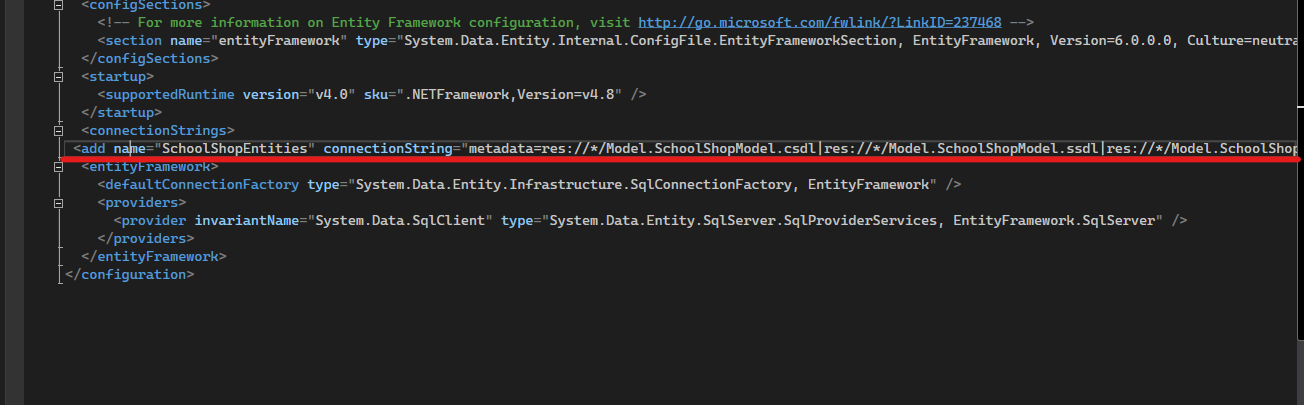 <configSections>
<!-- For more information on Entity Framework configuration, visit http://go.microsoft.com/fwlink/?LinkID=237468 -->
<section name="entityFramework" type="System.Data.Entity.Internal.ConfigFile.EntityFrameworkSection, EntityFramework, Version=6.0.0.0, Culture=neutra
</configSections>
<startup>
<supportedRuntime version="v4.0" sku=".NETFramework,Version=v4.8" />
</startup>
<connectionStrings>
<add name="SchoolShopEntities" connectionString="metadata=res://*/Model.SchoolShopModel.csdl|res://*/Model.SchoolShopModel.ssdl|res://*/Model.SchoolShop
<entityFramework>
<defaultConnectionFactory type="System.Data.Entity.Infrastructure.SqlConnectionFactory, EntityFramework" />
<providers>
<provider invariantName="System.Data.SqlClient" type="System.Data.Entity.SqlServer.SqlProviderServices, EntityFramework.SqlServer" />
</providers>
</entityFramework>
</configuration>